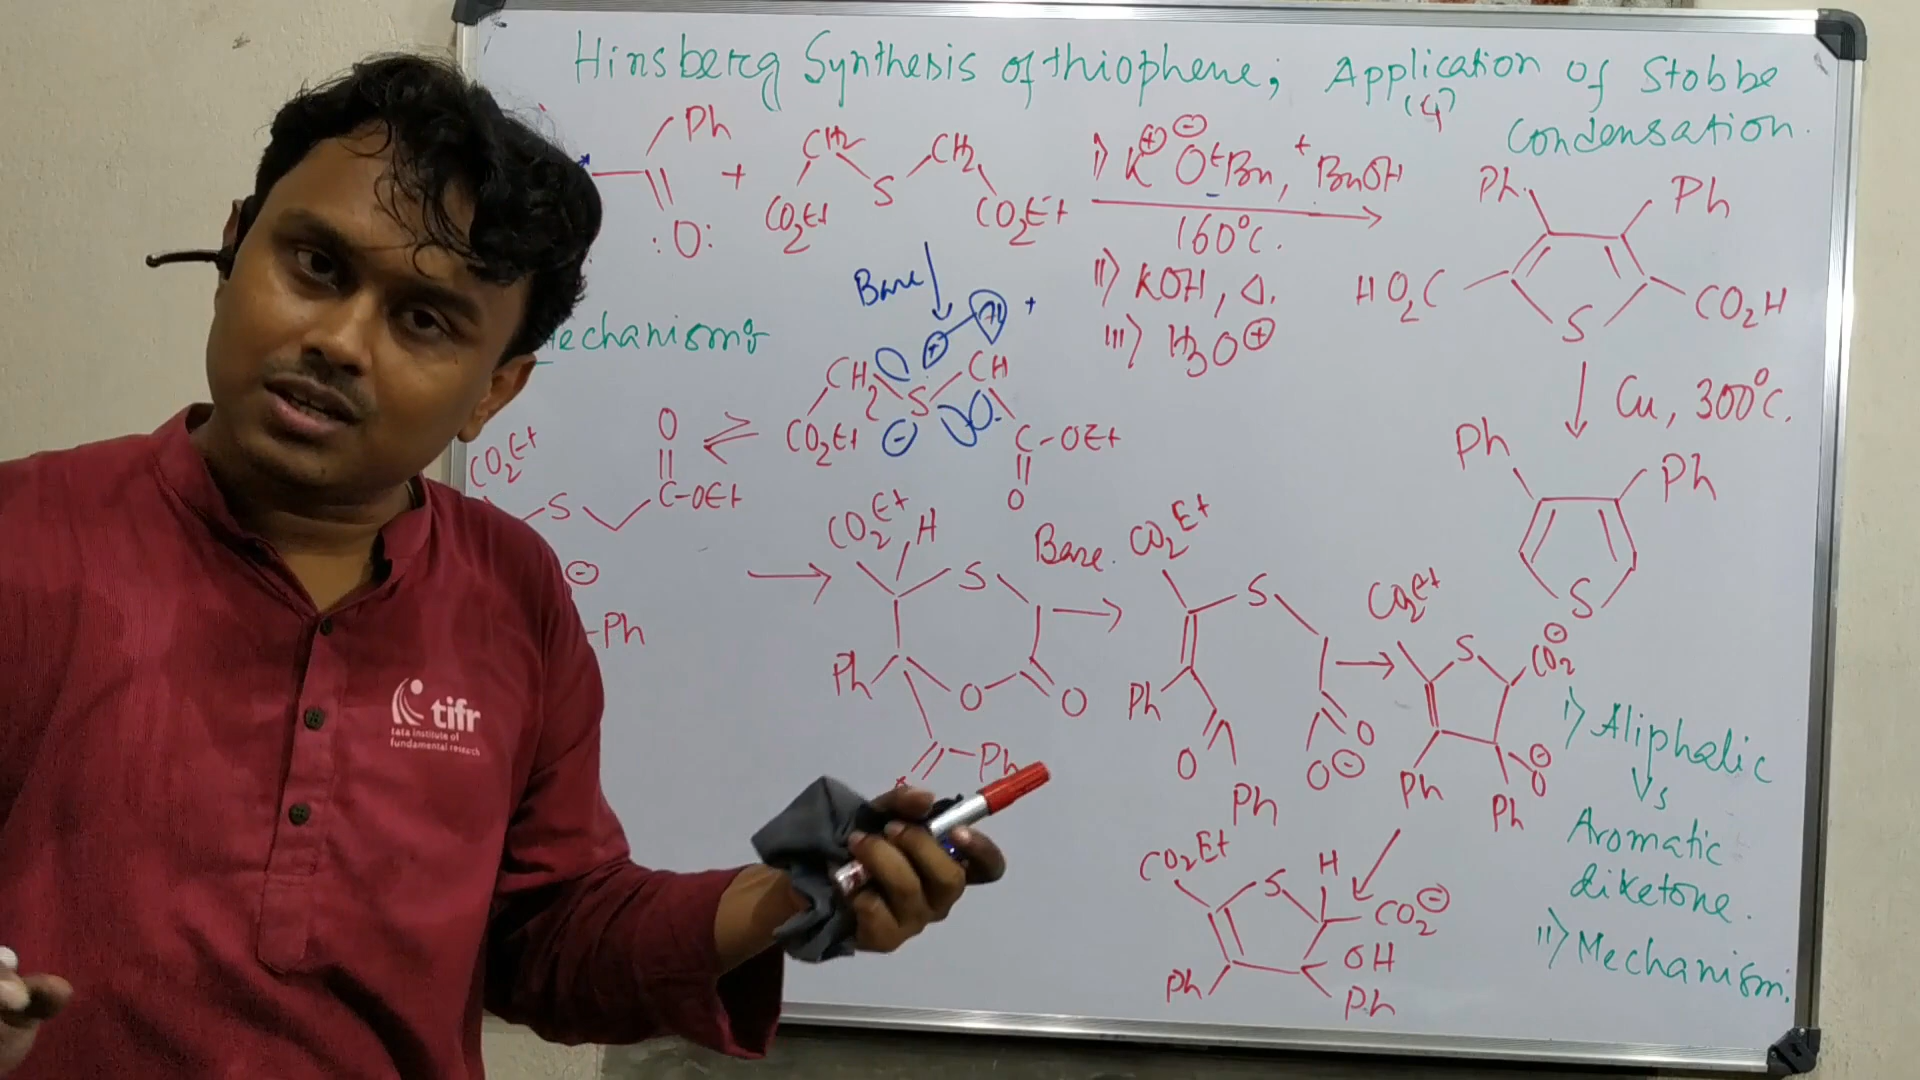 Hinsberg Synthesis of thiophene; Application of Stobbe
(4)
Condensation.
Ph
:O:
+
CH2 CH2
S
CO2Et CO2Et
i) K⊕ ⊖OtBu, tBuOH
160°C.
ii) KOH, Δ.
iii) H3O⊕
Ph Ph
HO2C S CO2H
Cu, 300°C.
Ph Ph
S
Mechanism:
Base
+
CH2 S CH
CO2Et ⊖ C-OEt
O
O
CO2Et
S C-OEt
⊖
Ph
CO2Et H
S
Ph O O
Ph
Base.
CO2Et
S
Ph O
O O⊖
Ph
CO2Et
S CO2⊖
Ph O⊖
Ph
CO2Et H
S CO2⊖
OH
Ph Ph
i) Aliphatic
Vs
Aromatic
diketone.
ii) Mechanism.
tifr
tata institute of
fundamental research